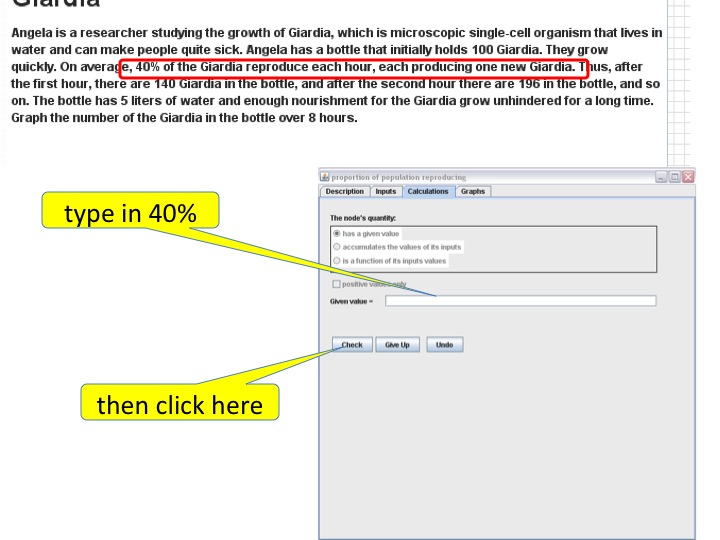 Giardia
Angela is a researcher studying the growth of Giardia, which is microscopic single-cell organism that lives in
water and can make people quite sick. Angela has a bottle that initially holds 100 Giardia. They grow
quickly. On average, 40% of the Giardia reproduce each hour, each producing one new Giardia. Thus, after
the first hour, there are 140 Giardia in the bottle, and after the second hour there are 196 in the bottle, and so
on. The bottle has 5 liters of water and enough nourishment for the Giardia grow unhindered for a long time.
Graph the number of the Giardia in the bottle over 8 hours.
proportion of population reproducing
Description Inputs Calculations Graphs
type in 40%
The node's quantity:
has a given value
accumulates the values of its inputs
is a function of its inputs values
positive values only
Given value =
Check Give Up Undo
then click here